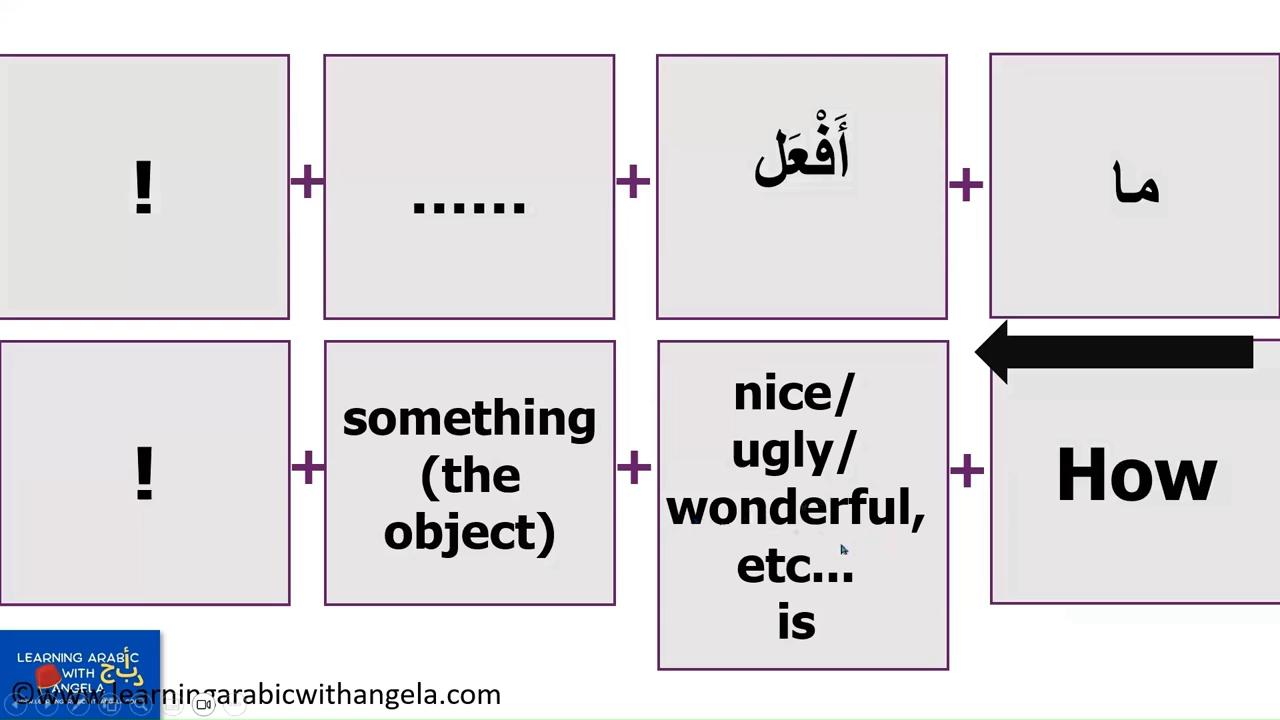 ما + أَفْعَل + ...... + !
How + nice/
ugly/
wonderful,
etc...
is + something
(the
object) + !
LEARNING ARABIC
WITH
ANGELA
أ ب ج
©www.learningarabicwithangela.com